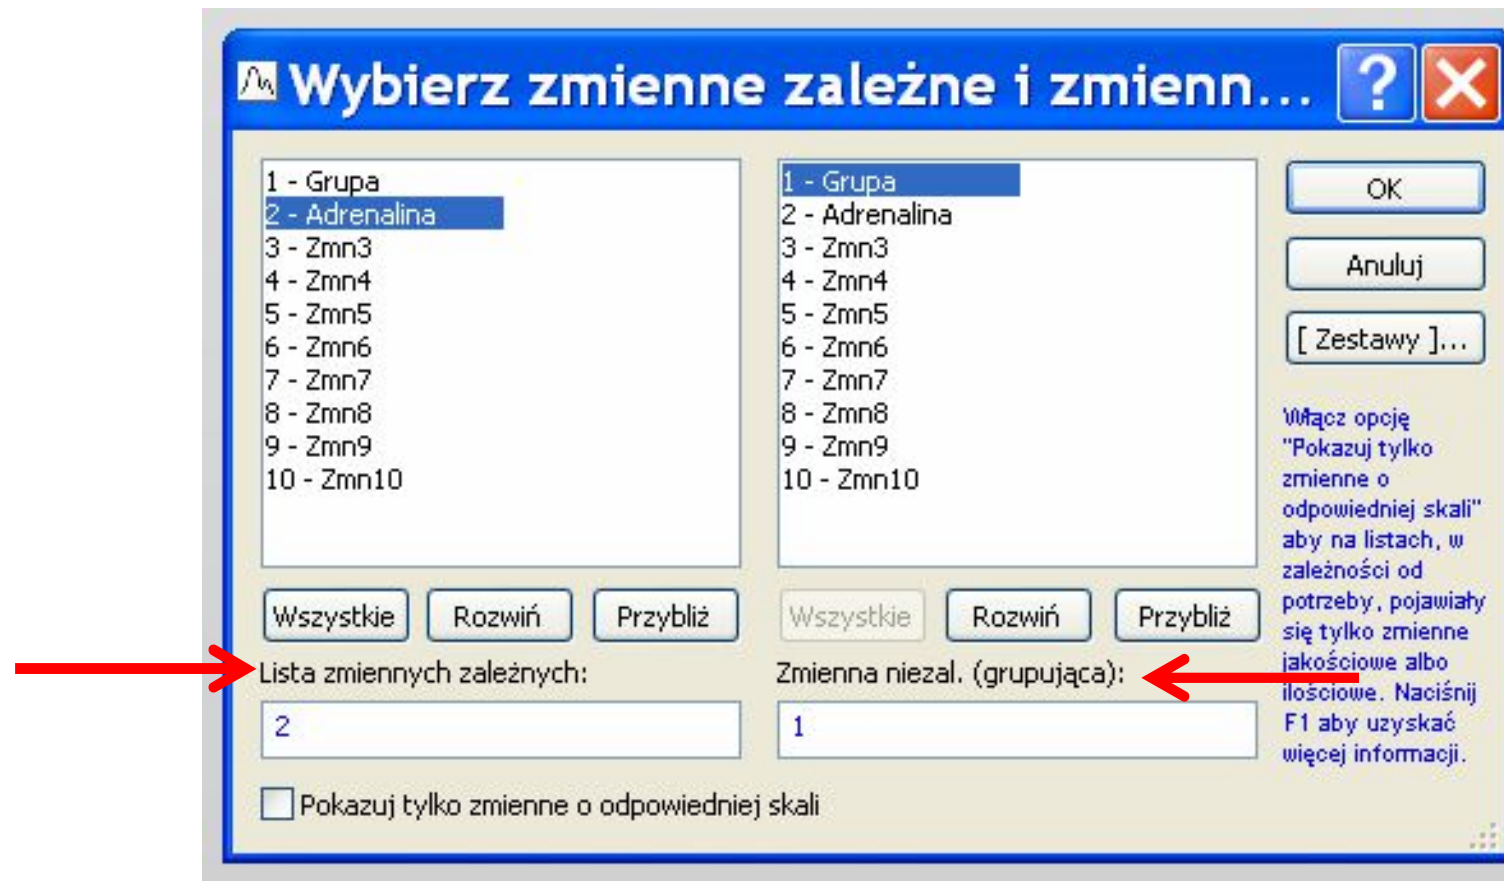 Wybierz zmienne zależne i zmienn...
1 - Grupa
2 - Adrenalina
3 - Zmn3
4 - Zmn4
5 - Zmn5
6 - Zmn6
7 - Zmn7
8 - Zmn8
9 - Zmn9
10 - Zmn10
Wszystkie Rozwiń Przybliż
Lista zmiennych zależnych:
2
1 - Grupa
2 - Adrenalina
3 - Zmn3
4 - Zmn4
5 - Zmn5
6 - Zmn6
7 - Zmn7
8 - Zmn8
9 - Zmn9
10 - Zmn10
Wszystkie Rozwiń Przybliż
Zmienna niezal. (grupująca):
1
OK
Anuluj
[ Zestawy ]...
Włącz opcję
"Pokazuj tylko
zmienne o
odpowiedniej skali"
aby na listach, w
zależności od
potrzeby, pojawiały
się tylko zmienne
jakościowe albo
ilościowe. Naciśnij
F1 aby uzyskać
więcej informacji.
Pokazuj tylko zmienne o odpowiedniej skali